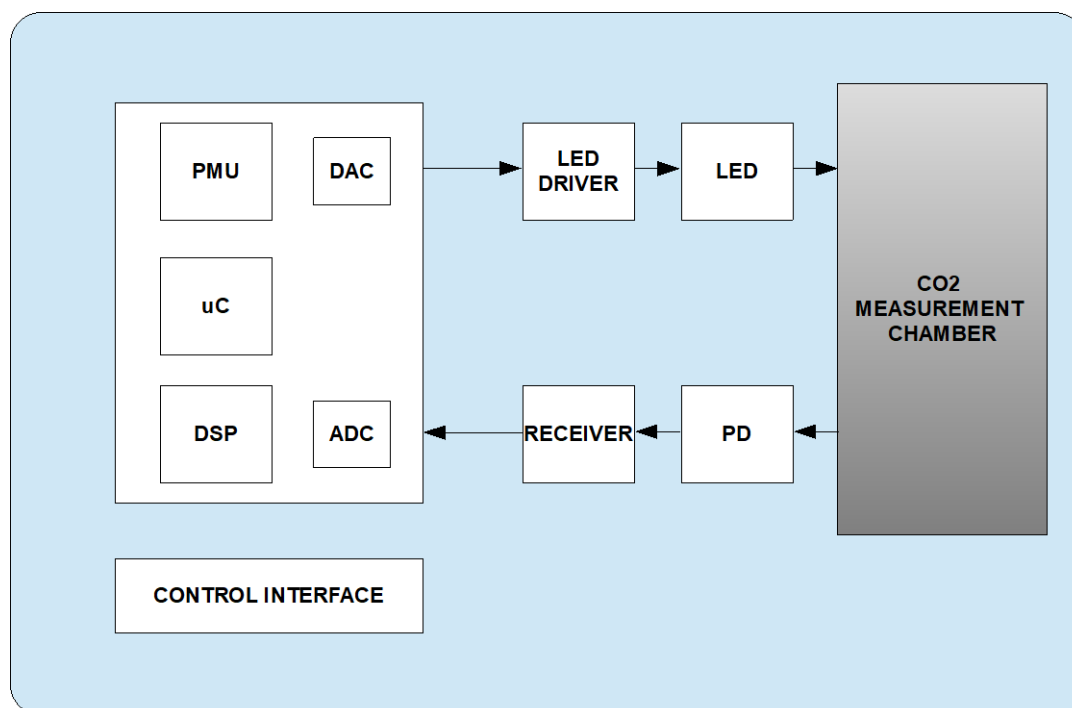 PMU
DAC
LED
DRIVER
LED
CO2
MEASUREMENT
CHAMBER
uC
DSP
ADC
RECEIVER
PD
CONTROL INTERFACE